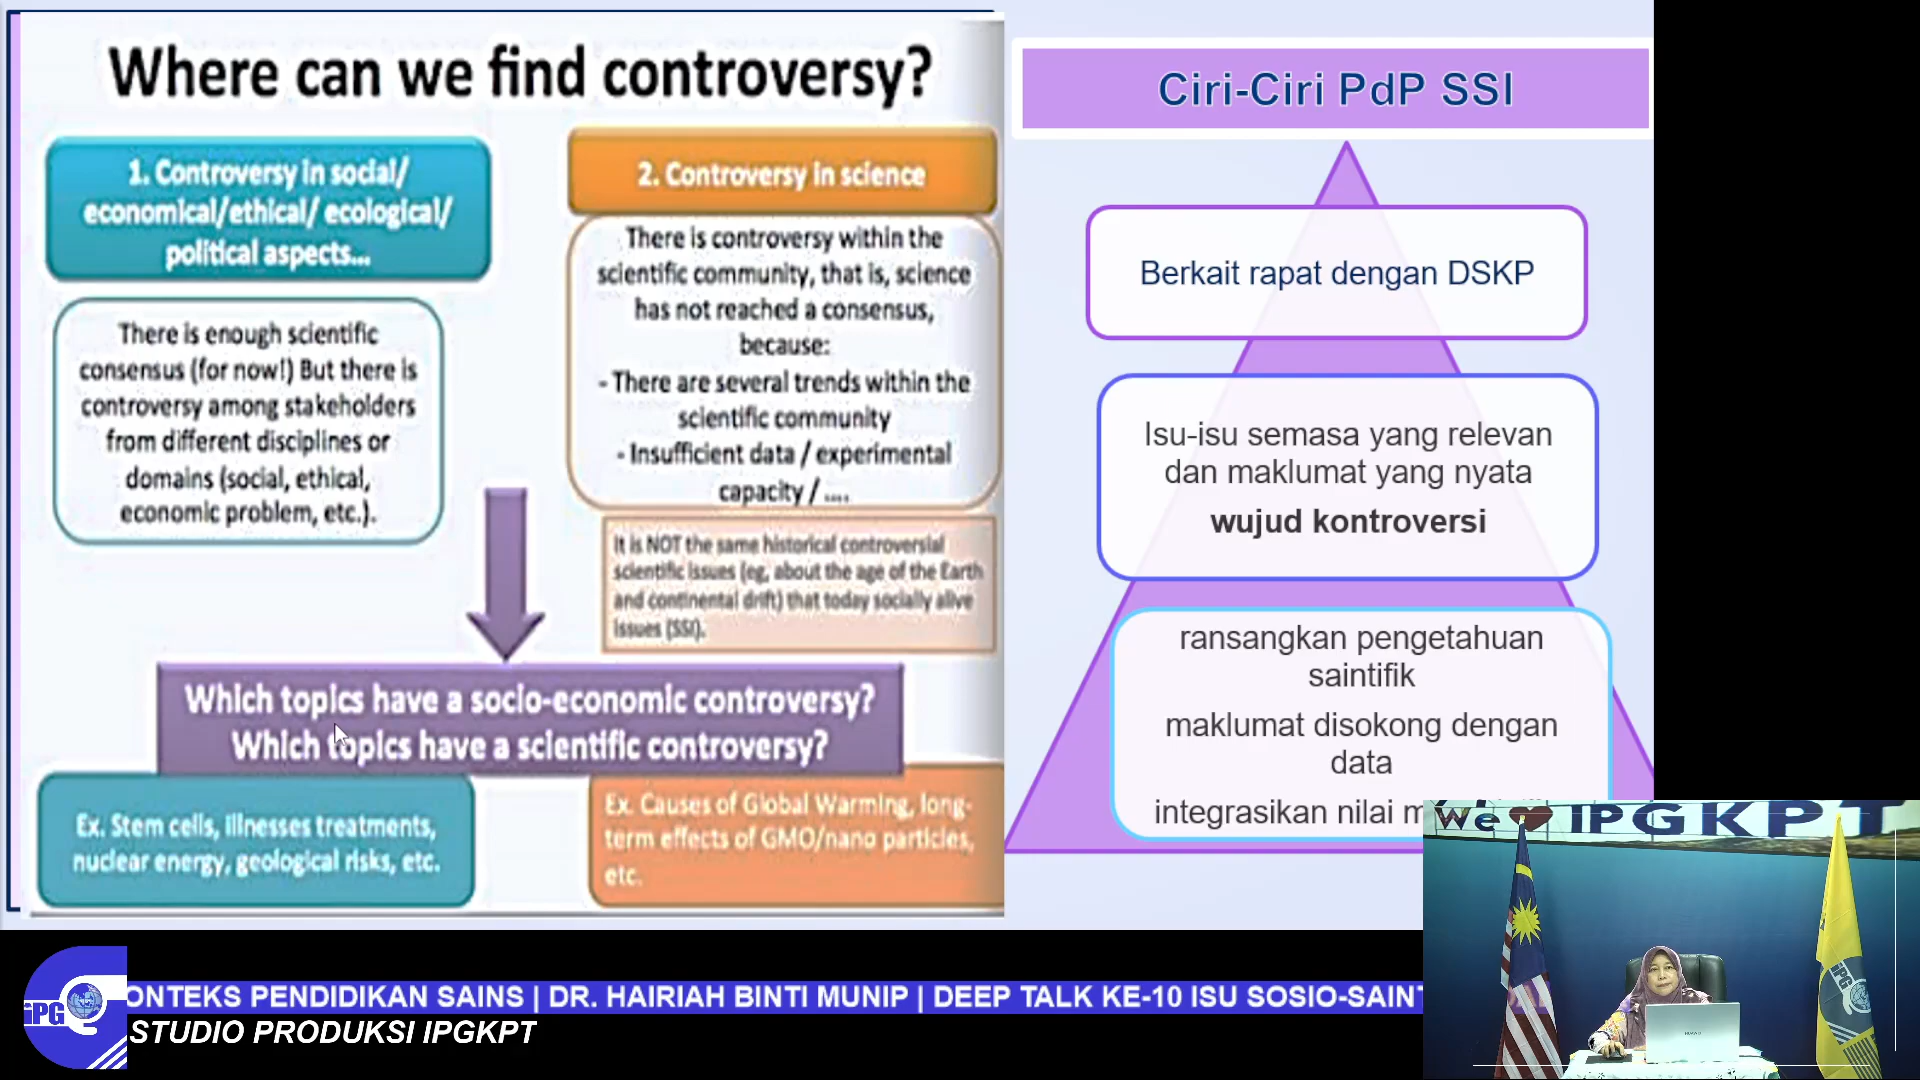 Where can we find controversy?
1. Controversy in social/
economical/ethical/ ecological/
political aspects...
There is enough scientific
consensus (for now!) But there is
controversy among stakeholders
from different disciplines or
domains (social, ethical,
economic problem, etc.).
2. Controversy in science
There is controversy within the
scientific community, that is, science
has not reached a consensus,
because:
- There are several trends within the
scientific community
- Insufficient data / experimental
capacity / ....
It is NOT the same historical controversial
scientific issues (eg, about the age of the Earth
and continental drift) that today socially alive
issues (SSI).
Which topics have a socio-economic controversy?
Which topics have a scientific controversy?
Ex. Stem cells, illnesses treatments,
nuclear energy, geological risks, etc.
Ex. Causes of Global Warming, long-
term effects of GMO/nano particles,
etc.
Ciri-Ciri PdP SSI
Berkait rapat dengan DSKP
Isu-isu semasa yang relevan
dan maklumat yang nyata
wujud kontroversi
ransangkan pengetahuan
saintifik
maklumat disokong dengan
data
integrasikan nilai m
We IPGKPT
iPG
ONTEKS PENDIDIKAN SAINS | DR. HAIRIAH BINTI MUNIP | DEEP TALK KE-10 ISU SOSIO-SAINT
STUDIO PRODUKSI IPGKPT